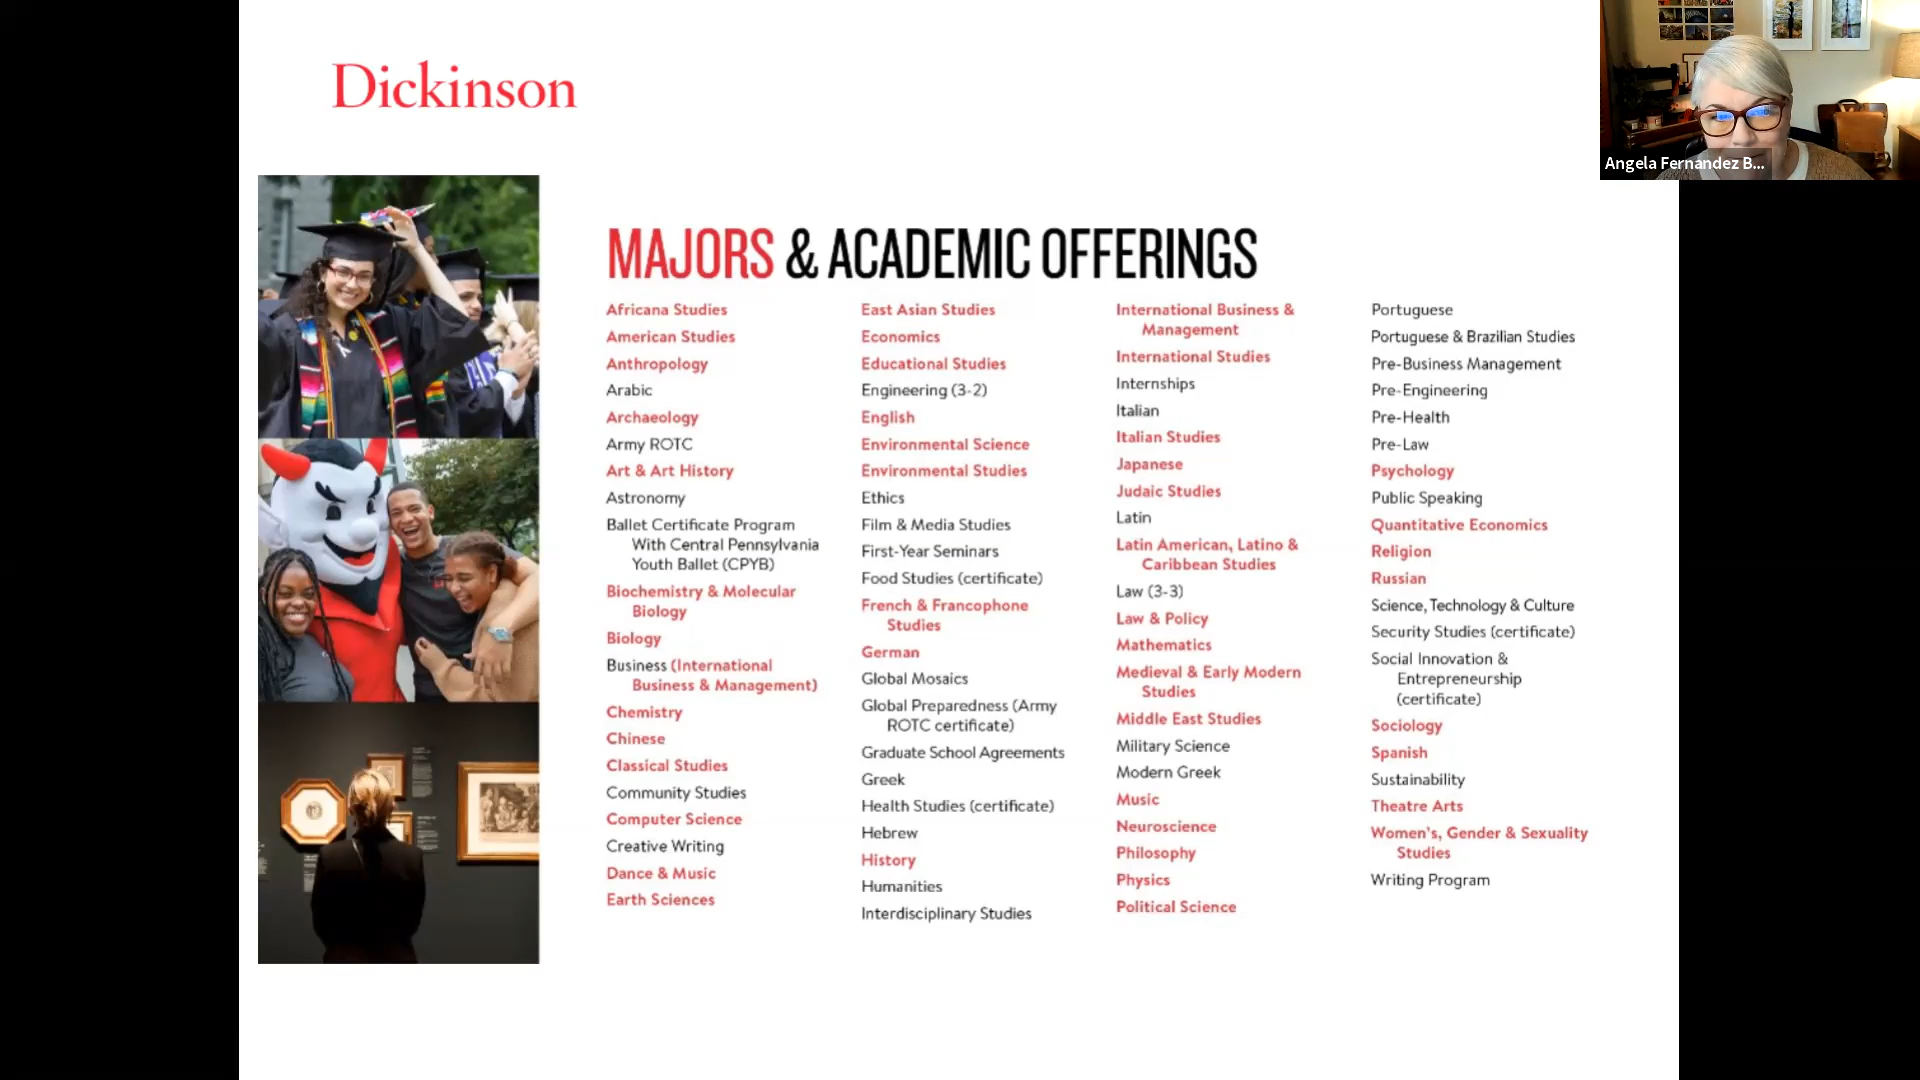 Dickinson
Angela Fernandez B...
MAJORS & ACADEMIC OFFERINGS
Africana Studies
American Studies
Anthropology
Arabic
Archaeology
Army ROTC
Art & Art History
Astronomy
Ballet Certificate Program
With Central Pennsylvania
Youth Ballet (CPYB)
Biochemistry & Molecular
Biology
Biology
Business (International
Business & Management)
Chemistry
Chinese
Classical Studies
Community Studies
Computer Science
Creative Writing
Dance & Music
Earth Sciences
East Asian Studies
Economics
Educational Studies
Engineering (3-2)
English
Environmental Science
Environmental Studies
Ethics
Film & Media Studies
First-Year Seminars
Food Studies (certificate)
French & Francophone
Studies
German
Global Mosaics
Global Preparedness (Army
ROTC certificate)
Graduate School Agreements
Greek
Health Studies (certificate)
Hebrew
History
Humanities
Interdisciplinary Studies
International Business &
Management
International Studies
Internships
Italian
Italian Studies
Japanese
Judaic Studies
Latin
Latin American, Latino &
Caribbean Studies
Law (3-3)
Law & Policy
Mathematics
Medieval & Early Modern
Studies
Middle East Studies
Military Science
Modern Greek
Music
Neuroscience
Philosophy
Physics
Political Science
Portuguese
Portuguese & Brazilian Studies
Pre-Business Management
Pre-Engineering
Pre-Health
Pre-Law
Psychology
Public Speaking
Quantitative Economics
Religion
Russian
Science, Technology & Culture
Security Studies (certificate)
Social Innovation &
Entrepreneurship
(certificate)
Sociology
Spanish
Sustainability
Theatre Arts
Women's, Gender & Sexuality
Studies
Writing Program